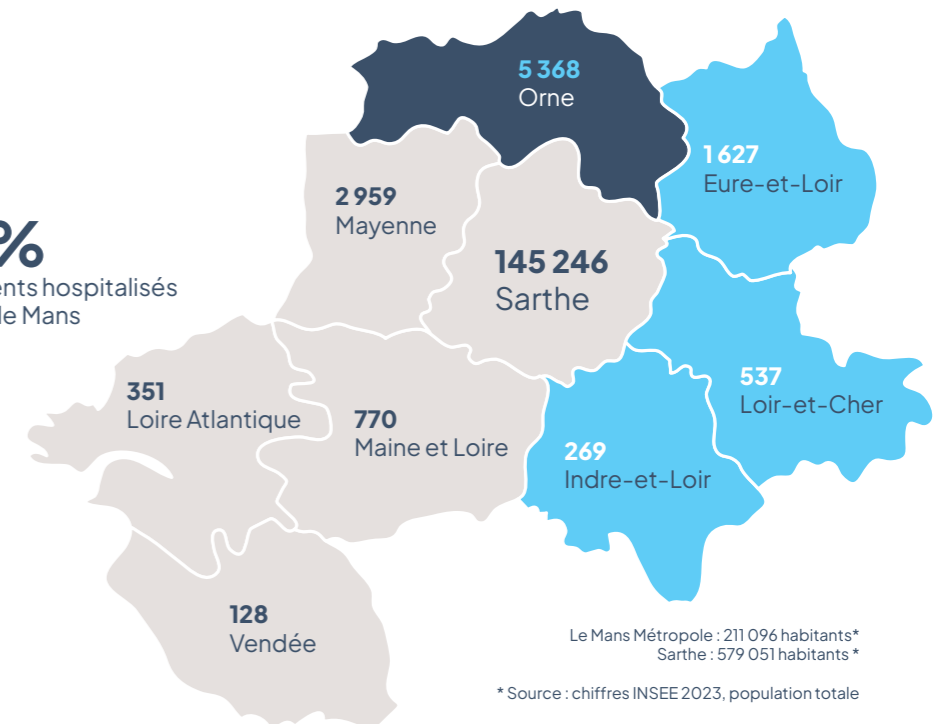 5 368
Orne
1 627
Eure-et-Loir
2 959
Mayenne
145 246
Sarthe
%
hospitalisés
Mans
351
Loire Atlantique
770
Maine et Loire
537
Loir-et-Cher
269
Indre-et-Loir
128
Vendée
Le Mans Métropole : 211 096 habitants*
Sarthe : 579 051 habitants *
* Source : chiffres INSEE 2023, population totale